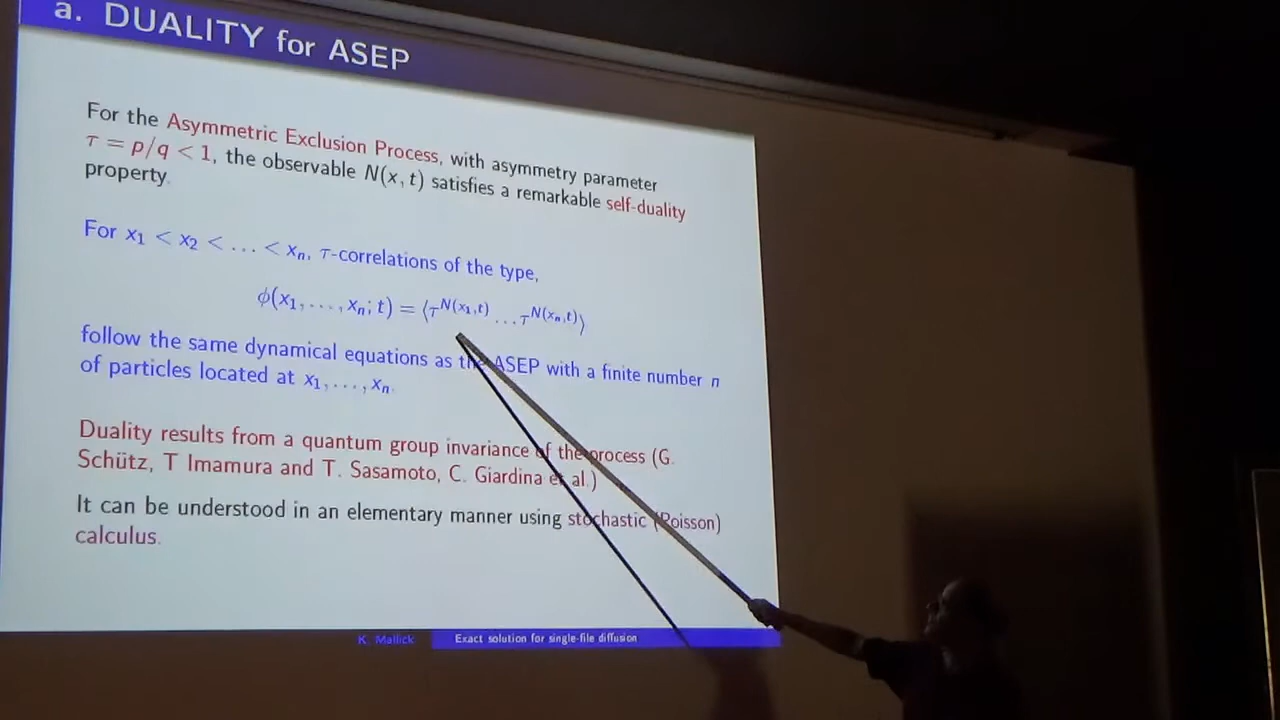 a. DUALITY for ASEP
For the Asymmetric Exclusion Process, with asymmetry parameter
τ = p/q < 1, the observable N(x, t) satisfies a remarkable self-duality
property.
For x₁ < x₂ < … < xₙ, τ-correlations of the type,
ϕ(x₁, …, xₙ; t) = ⟨τ^{N(x₁,t)} … τ^{N(xₙ,t)}⟩
follow the same dynamical equations as the ASEP with a finite number n
of particles located at x₁, …, xₙ.
Duality results from a quantum group invariance of the process (G.
Schütz, T Imamura and T. Sasamoto, C. Giardina et al.)
It can be understood in an elementary manner using stochastic (Poisson)
calculus.
K. Mallick Exact solution for single-file diffusion